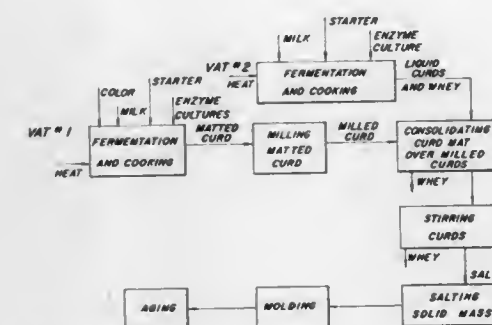 STARTER
MILK
ENZYME
CULTURE
VAT #2
HEAT
FERMENTATION
AND COOKING
LIQUID
CURDS
AND WHEY
COLOR
STARTER
MILK
ENZYME
CULTURES
VAT #1
HEAT
FERMENTATION
AND COOKING
MATTED
CURD
MILLING
MATTED
CURD
MILLED
CURD
CONSOLIDATING
CURD MAT
OVER MILLED
CURDS
WHEY
STIRRING
CURDS
WHEY
SAL
SALTING
SOLID MASS
MOLDING
AGING